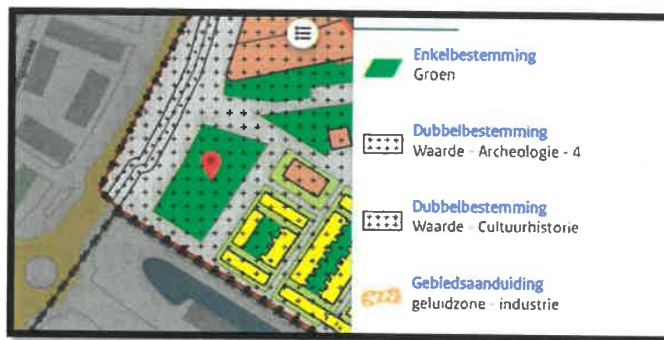 Enkelbestemming
Groen
Dubbelbestemming
Waarde - Archeologie - 4
Dubbelbestemming
Waarde - Cultuurhistorie
Gebiedsaanduiding
geluidzone - industrie